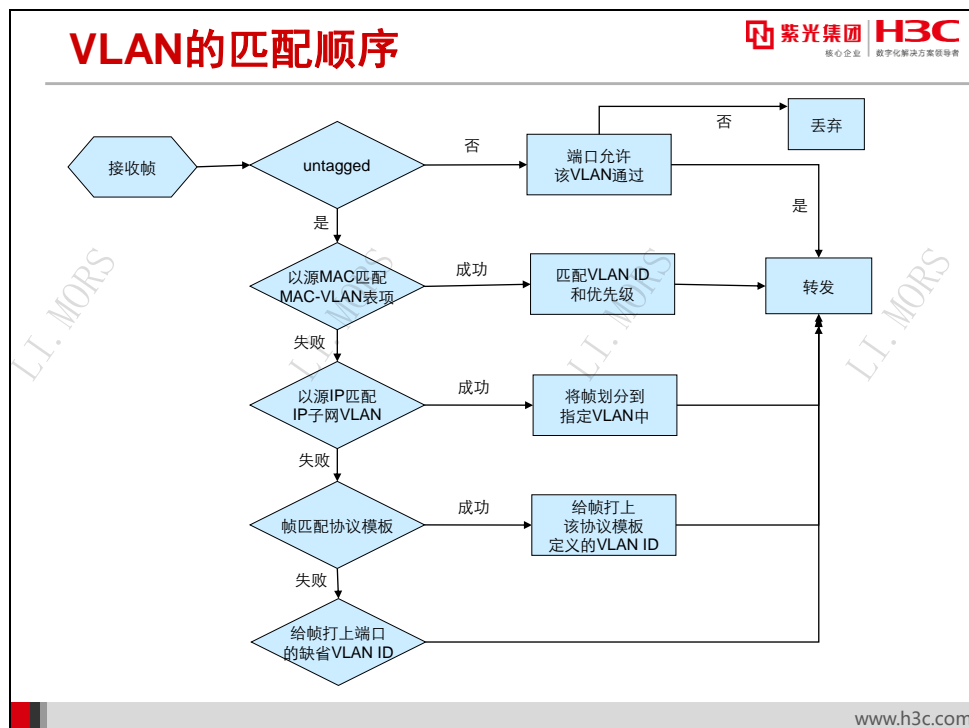 VLAN的匹配顺序
紫光集团
核心企业
H3C
数字化解决方案领导者
接收帧
untagged
否
端口允许
该VLAN通过
否
丢弃
是
是
以源MAC匹配
MAC-VLAN表项
成功
匹配VLAN ID
和优先级
转发
失败
以源IP匹配
IP子网VLAN
成功
将帧划分到
指定VLAN中
失败
帧匹配协议模板
成功
给帧打上
该协议模板
定义的VLAN ID
失败
给帧打上端口
的缺省VLAN ID
LI. MORS
LI. MORS
LI. MORS
www.h3c.com